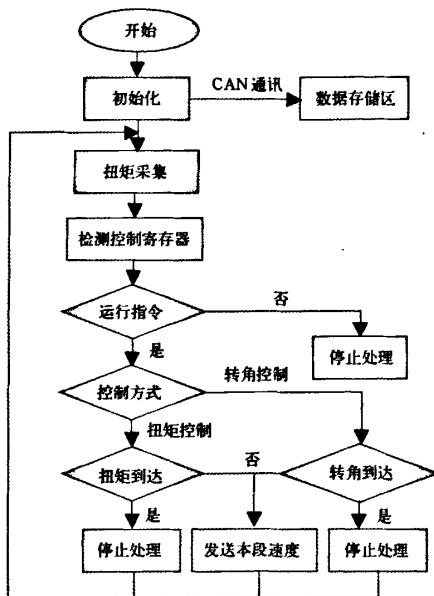 开始
CAN 通讯
初始化
数据存储区
扭矩采集
检测控制寄存器
否
运行指令
停止处理
是
转角控制
控制方式
扭矩控制
扭矩到达
否
转角到达
是
是
停止处理
发送本段速度
停止处理